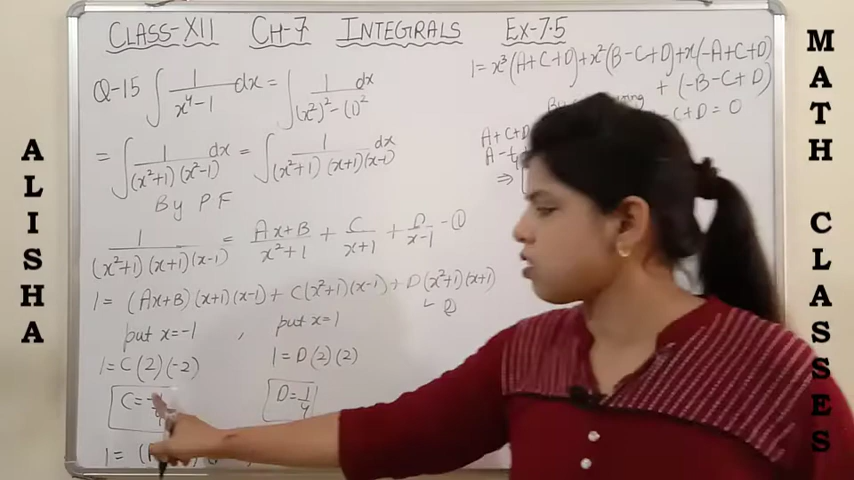 CLASS-XII CH-7 INTEGRALS EX-7.5
Q-15 ∫ 1/(x⁴-1) dx = ∫ 1/((x²)²-(1)²) dx
= ∫ 1/((x²+1)(x²-1)) dx = ∫ 1/((x²+1)(x+1)(x-1)) dx
By PF
1/((x²+1)(x+1)(x-1)) = (Ax+B)/(x²+1) + C/(x+1) + D/(x-1) -①
1 = (Ax+B)(x+1)(x-1) + C(x²+1)(x-1) + D(x²+1)(x+1)
-②
put x=-1 , put x=1
1=C(2)(-2) 1=D(2)(2)
C=- D=1/4
1= (
1= x³(A+C+D)+x²(B-C+D)+x(-A+C+D)
+ (-B-C+D)
By
-C+D=0
A+C+D
A-
⇒
ALISHA
MATH CLASSES